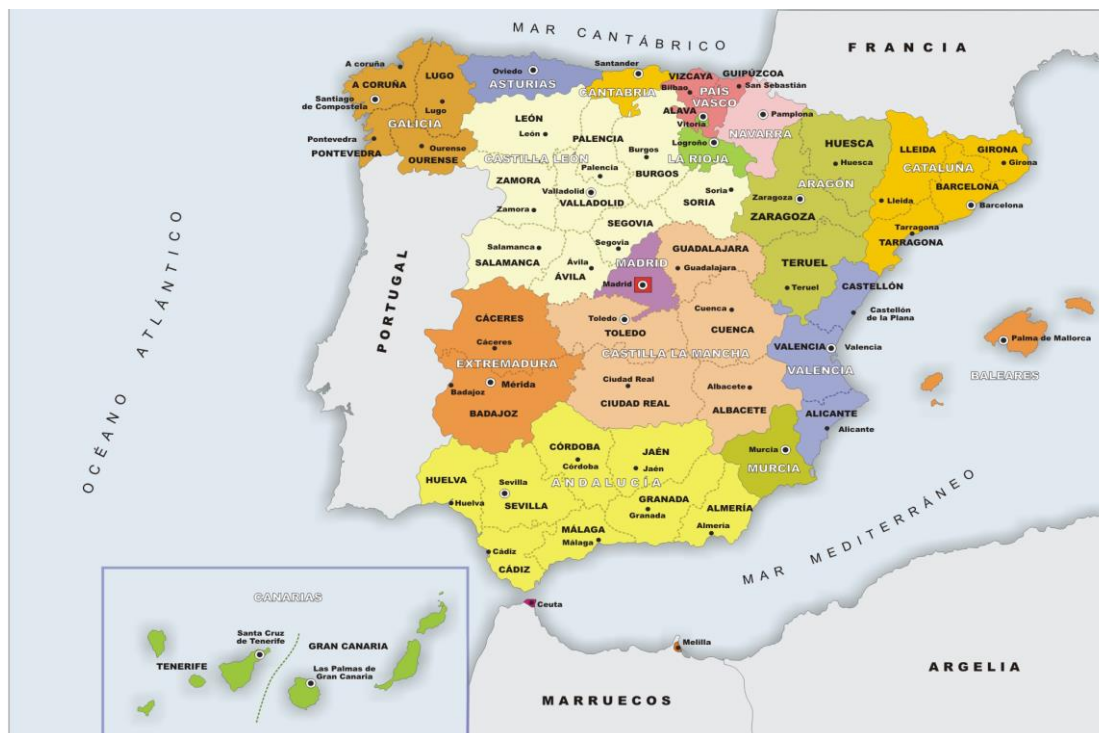 MAR CANTÁBRICO
FRANCIA
OCÉANO ATLÁNTICO
PORTUGAL
MAR MEDITERRÁNEO
MARRUECOS
ARGELIA
A coruña
A CORUÑA
LUGO
Santiago
de Compostela
Lugo
GALICIA
Pontevedra
PONTEVEDRA
Ourense
OURENSE
Oviedo
ASTURIAS
Santander
CANTABRIA
VIZCAYA
GUIPÚZCOA
Bilbao
San Sebastián
PAÍS
VASCO
ALAVA
Vitoria
Pamplona
NAVARRA
Logroño
LA RIOJA
LEÓN
León
PALENCIA
Burgos
CASTILLA LEÓN
Palencia
BURGOS
ZAMORA
Valladolid
VALLADOLID
Soria
SORIA
Zamora
SEGOVIA
Salamanca
Segovia
SALAMANCA
Ávila
ÁVILA
MADRID
Madrid
HUESCA
Huesca
ARAGÓN
Zaragoza
ZARAGOZA
TERUEL
Teruel
LLEIDA
GIRONA
Girona
CATALUÑA
BARCELONA
Lleida
Barcelona
Tarragona
TARRAGONA
GUADALAJARA
Guadalajara
Cuenca
CUENCA
Toledo
TOLEDO
CASTILLA LA MANCHA
Ciudad Real
CIUDAD REAL
Albacete
ALBACETE
CÁCERES
Cáceres
EXTREMADURA
Mérida
Badajoz
BADAJOZ
CASTELLÓN
Castellón
de la Plana
VALENCIA
Valencia
VALENCIA
ALICANTE
Alicante
Palma de Mallorca
BALEARES
Murcia
MURCIA
CÓRDOBA
Córdoba
JAÉN
Jaén
ANDALUCÍA
HUELVA
Huelva
Sevilla
SEVILLA
GRANADA
Granada
ALMERÍA
Almería
MÁLAGA
Málaga
Cádiz
CÁDIZ
Ceuta
Melilla
CANARIAS
Santa Cruz
de Tenerife
TENERIFE
GRAN CANARIA
Las Palmas de
Gran Canaria